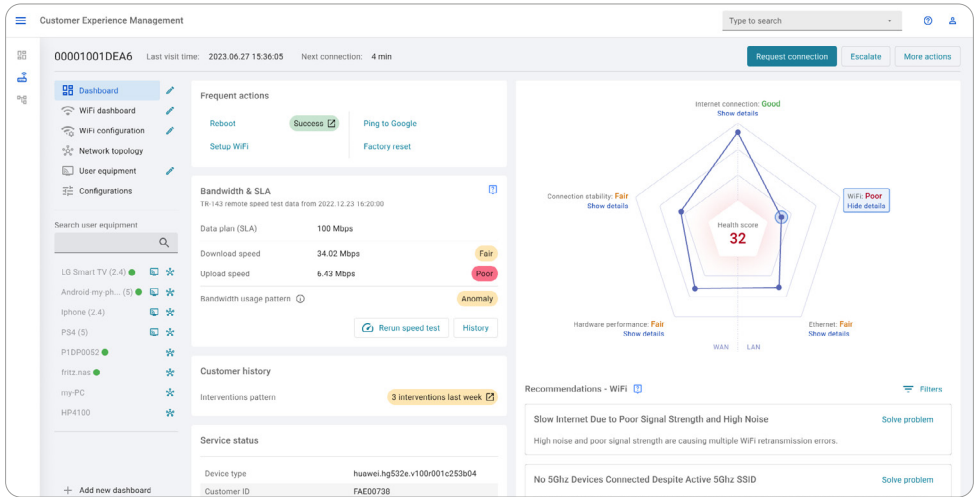 Customer Experience Management
Type to search
00001001DEA6 Last visit time: 2023.06.27 15:36:05 Next connection: 4 min
Request connection Escalate More actions
Dashboard
WiFi dashboard
WiFi configuration
Network topology
User equipment
Configurations
Search user equipment
LG Smart TV (2.4)
Android-my-ph... (5)
Iphone (2.4)
PS4 (5)
P1DP0052
fritz.nas
my-PC
HP4100
+ Add new dashboard
Frequent actions
Reboot Success Ping to Google
Setup WiFi Factory reset
Bandwidth & SLA
TR-143 remote speed test data from 2022.12.23 16:20:00
Data plan (SLA) 100 Mbps
Download speed 34.02 Mbps Fair
Upload speed 6.43 Mbps Poor
Bandwidth usage pattern Anomaly
Rerun speed test History
Customer history
Interventions pattern 3 interventions last week
Service status
Device type huawei.hg532e.v100r001c253b04
Customer ID FAE00738
Internet connection: Good
Show details
Connection stability: Fair
Show details
WiFi: Poor
Hide details
Health score
32
Hardware performance: Fair
Show details
Ethernet: Fair
Show details
WAN LAN
Recommendations - WiFi Filters
Slow Internet Due to Poor Signal Strength and High Noise Solve problem
High noise and poor signal strength are causing multiple WiFi retransmission errors.
No 5Ghz Devices Connected Despite Active 5Ghz SSID Solve problem